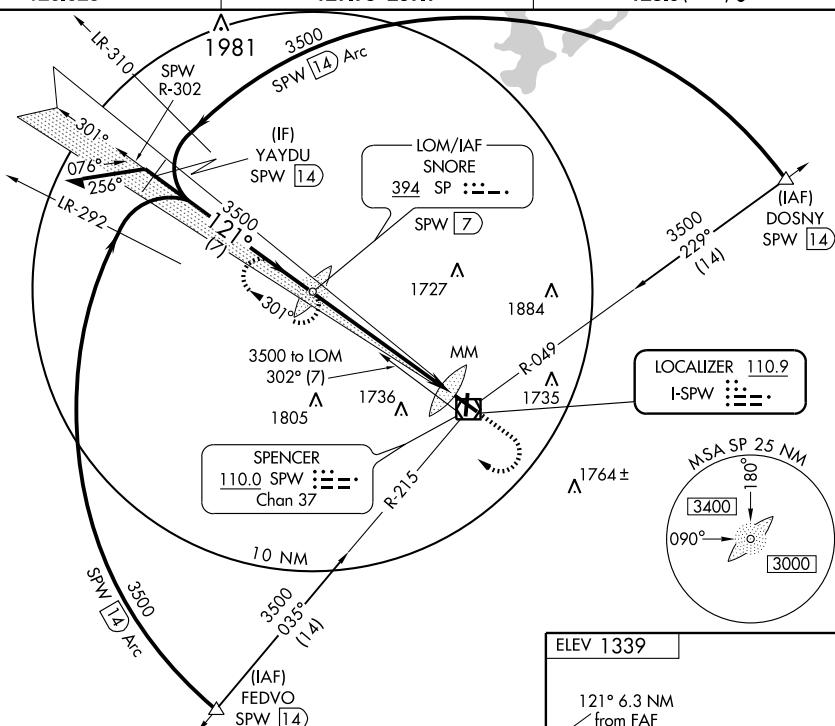 1981
LR-310
3500
SPW 14 Arc
SPW
R-302
301°
076°
256°
LR-292
(IF)
YAYDU
SPW 14
LOM/IAF
SNORE
394 SP
SPW 7
(IAF)
DOSNY
SPW 14
3500
229°
(14)
3500
121°
(7)
301°
1727
1884
R-049
MM
3500 to LOM
302° (7)
1805
1736
1735
LOCALIZER 110.9
I-SPW
SPENCER
110.0 SPW
Chan 37
R-215
1764±
MSA SP 25 NM
180°
3400
090°
3000
10 NM
3500
SPW 14 Arc
3500
035°
(14)
(IAF)
FEDVO
SPW 14
ELEV 1339
121° 6.3 NM
from FAF